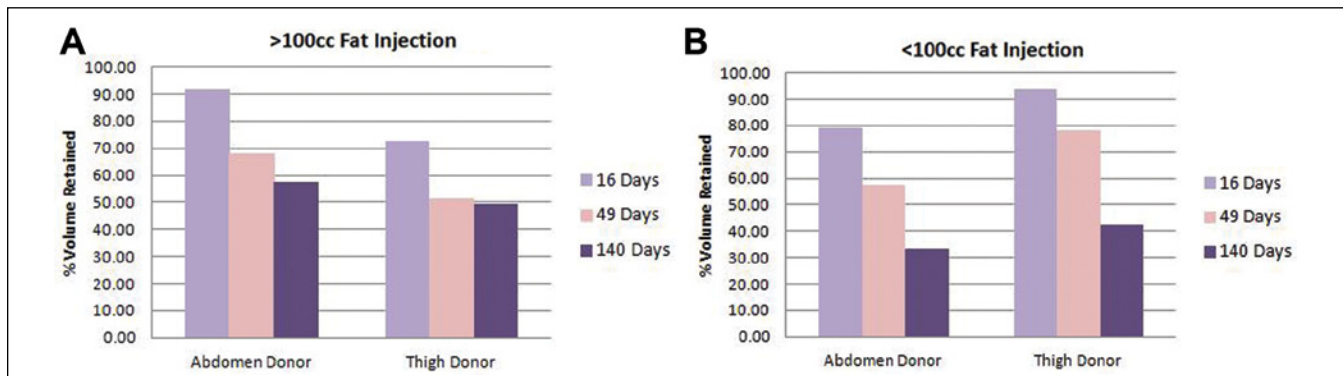 A
>100cc Fat Injection
% Volume Retained
100.00
90.00
80.00
70.00
60.00
50.00
40.00
30.00
20.00
10.00
0.00
Abdomen Donor
Thigh Donor
16 Days
49 Days
140 Days
B
<100cc Fat Injection
% Volume Retained
100.00
90.00
80.00
70.00
60.00
50.00
40.00
30.00
20.00
10.00
0.00
Abdomen Donor
Thigh Donor
16 Days
49 Days
140 Days